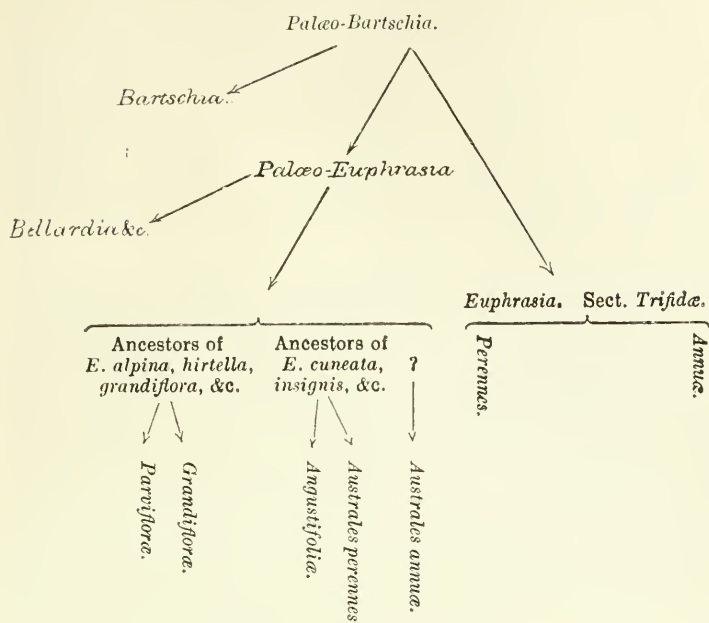 Palæo-Bartschia.
Bartschia.
Palæo-Euphrasia
Bellardia &c.
Euphrasia. Sect. Trifidæ.
Ancestors of
E. alpina, hirtella,
grandiflora, &c.
Ancestors of
E. cuneata,
insignis, &c.
?
Perennes.
Annuæ.
Parvifloræ.
Grandifloræ.
Angustifoliæ.
Australes perennes
Australes annuæ.